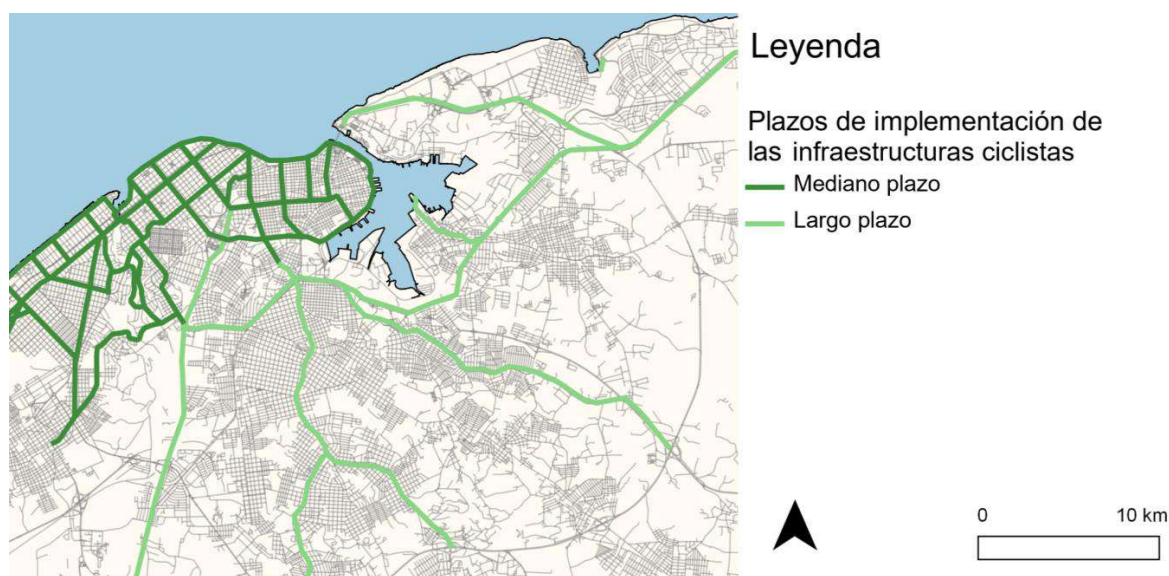 Leyenda
Plazos de implementación de
las infraestructuras ciclistas
Mediano plazo
Largo plazo
0 10 km